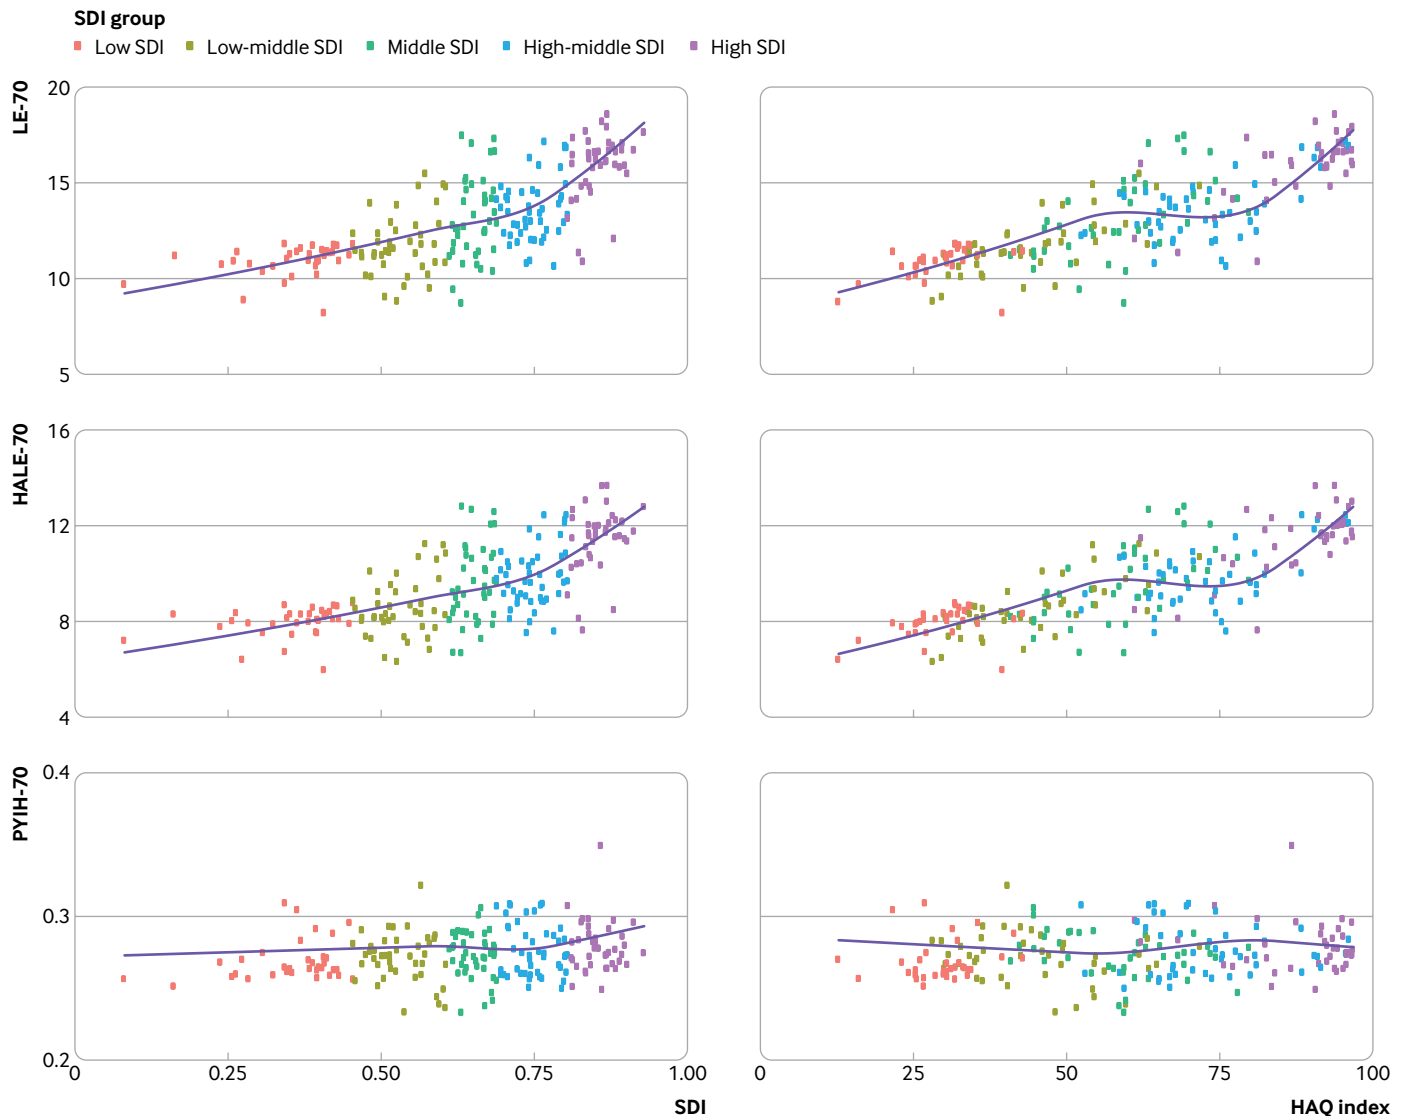 SDI group
Low SDI Low-middle SDI Middle SDI High-middle SDI High SDI
LE-70
20
15
10
5
HALE-70
16
12
8
4
PYIH-70
0.4
0.3
0.2
0 0.25 0.50 0.75 1.00
SDI
0 25 50 75 100
HAQ index